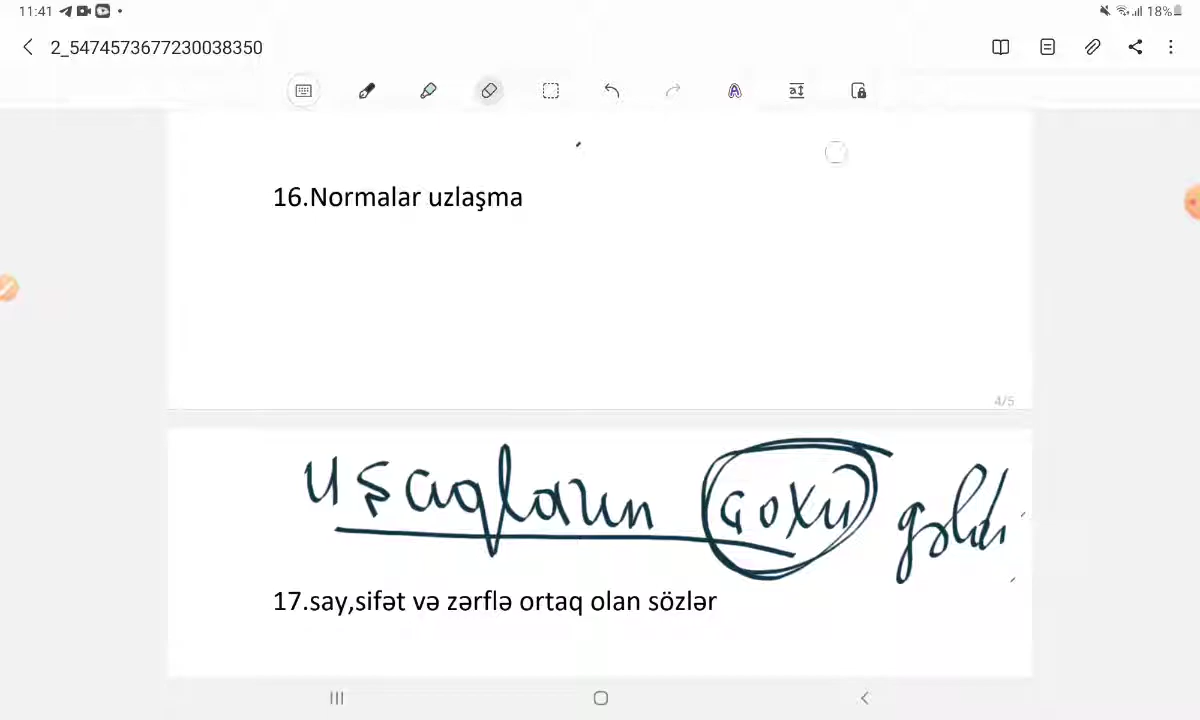 11:41 18%
2_5474573677230038350
16.Normalar uzlaşma
4/5
uşaqların çoxu gəldi
17.say,sifət və zərflə ortaq olan sözlər